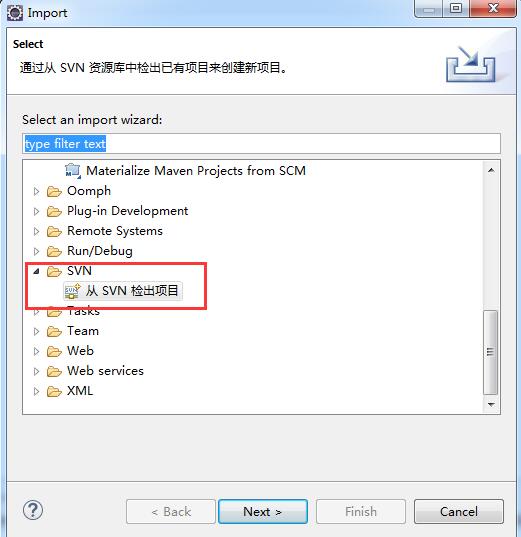 Import
Select
通过从 SVN 资源库中检出已有项目来创建新项目。
Select an import wizard:
type filter text
Materialize Maven Projects from SCM
Oomph
Plug-in Development
Remote Systems
Run/Debug
SVN
从 SVN 检出项目
Tasks
Team
Web
Web services
XML
< Back
Next >
Finish
Cancel